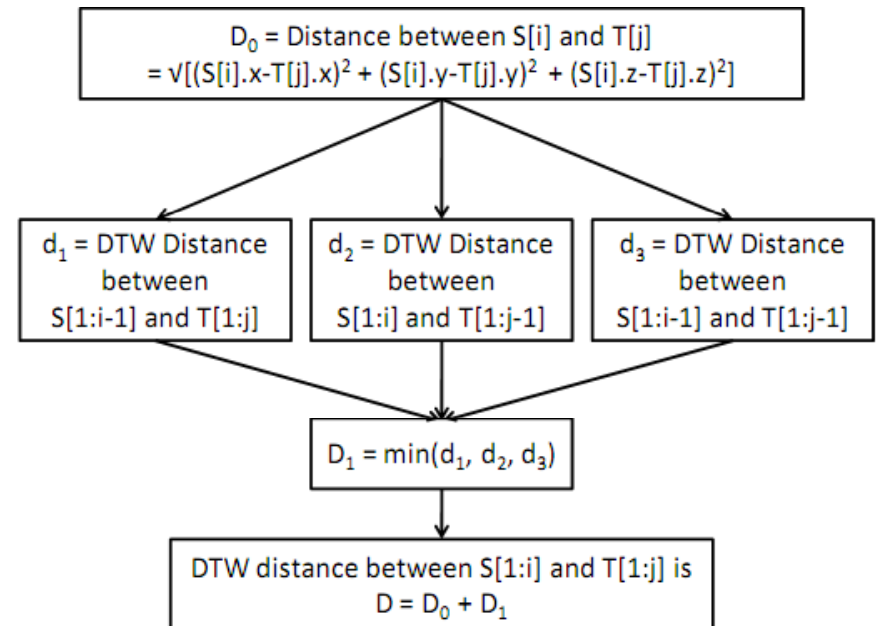 D₀ = Distance between S[i] and T[j]
= √[(S[i].x-T[j].x)² + (S[i].y-T[j].y)² + (S[i].z-T[j].z)²]
d₁ = DTW Distance
between
S[1:i-1] and T[1:j]
d₂ = DTW Distance
between
S[1:i] and T[1:j-1]
d₃ = DTW Distance
between
S[1:i-1] and T[1:j-1]
D₁ = min(d₁, d₂, d₃)
DTW distance between S[1:i] and T[1:j] is
D = D₀ + D₁